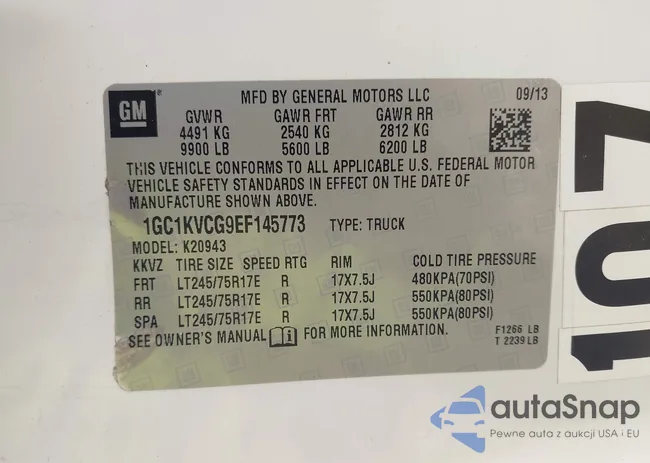 GM
MFD BY GENERAL MOTORS LLC 09/13
GVWR GAWR FRT GAWR RR
4491 KG 2540 KG 2812 KG
9900 LB 5600 LB 6200 LB
THIS VEHICLE CONFORMS TO ALL APPLICABLE U.S. FEDERAL MOTOR
VEHICLE SAFETY STANDARDS IN EFFECT ON THE DATE OF
MANUFACTURE SHOWN ABOVE.
1GC1KVCG9EF145773 TYPE: TRUCK
MODEL: K20943
KKVZ TIRE SIZE SPEED RTG RIM COLD TIRE PRESSURE
FRT LT245/75R17E R 17X7.5J 480KPA(70PSI)
RR LT245/75R17E R 17X7.5J 550KPA(80PSI)
SPA LT245/75R17E R 17X7.5J 550KPA(80PSI)
SEE OWNER'S MANUAL FOR MORE INFORMATION.
F1266 LB
T 2239 LB
107
autaSnap
Pewne auta z aukcji USA i EU